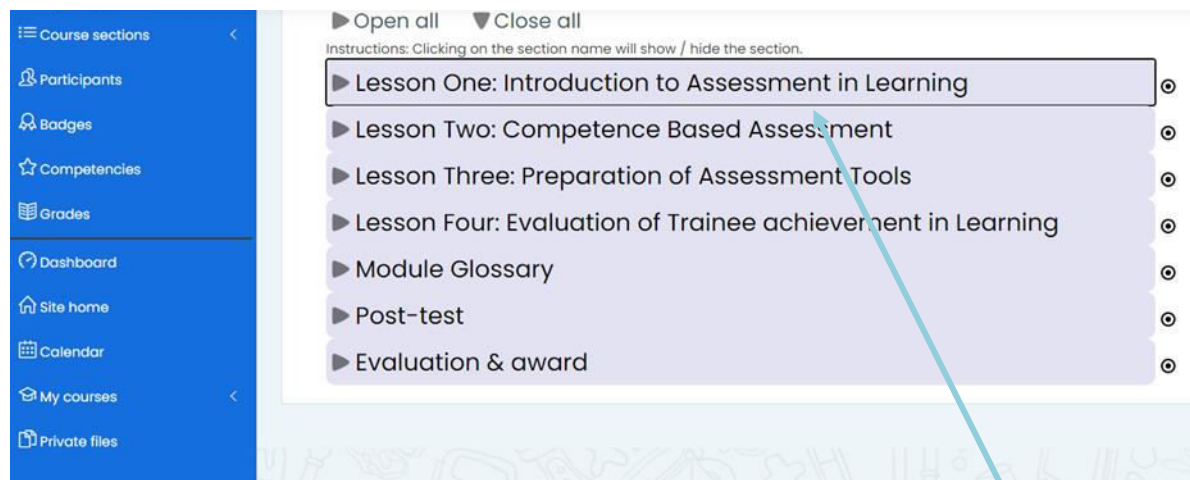 Course sections
Participants
Badges
Competencies
Grades
Dashboard
Site home
Calendar
My courses
Private files
Open all Close all
Instructions: Clicking on the section name will show / hide the section.
Lesson One: Introduction to Assessment in Learning
Lesson Two: Competence Based Assessment
Lesson Three: Preparation of Assessment Tools
Lesson Four: Evaluation of Trainee achievement in Learning
Module Glossary
Post-test
Evaluation & award